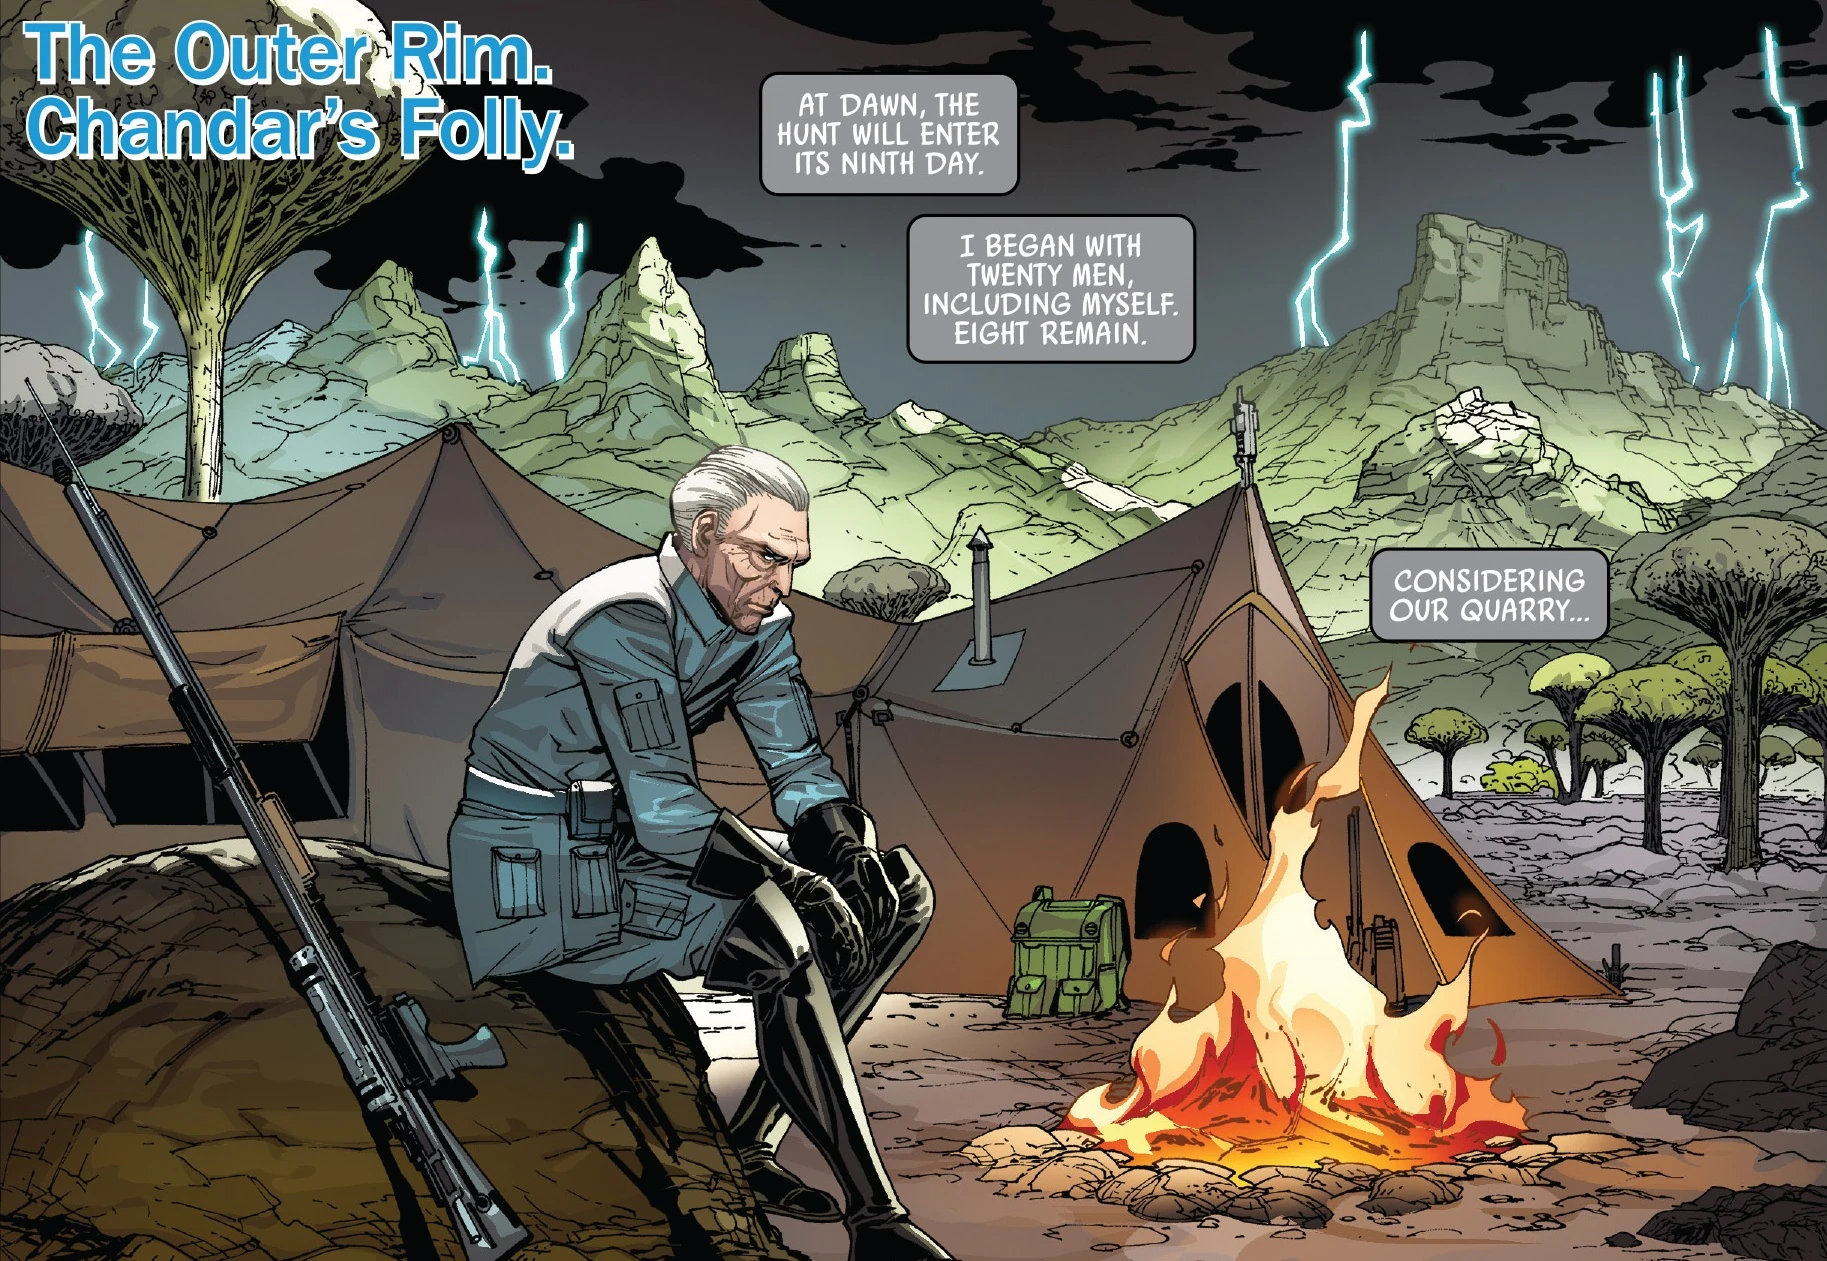 The Outer Rim.
Chandar's Folly.
AT DAWN, THE
HUNT WILL ENTER
ITS NINTH DAY.
I BEGAN WITH
TWENTY MEN,
INCLUDING MYSELF.
EIGHT REMAIN.
CONSIDERING
OUR QUARRY...